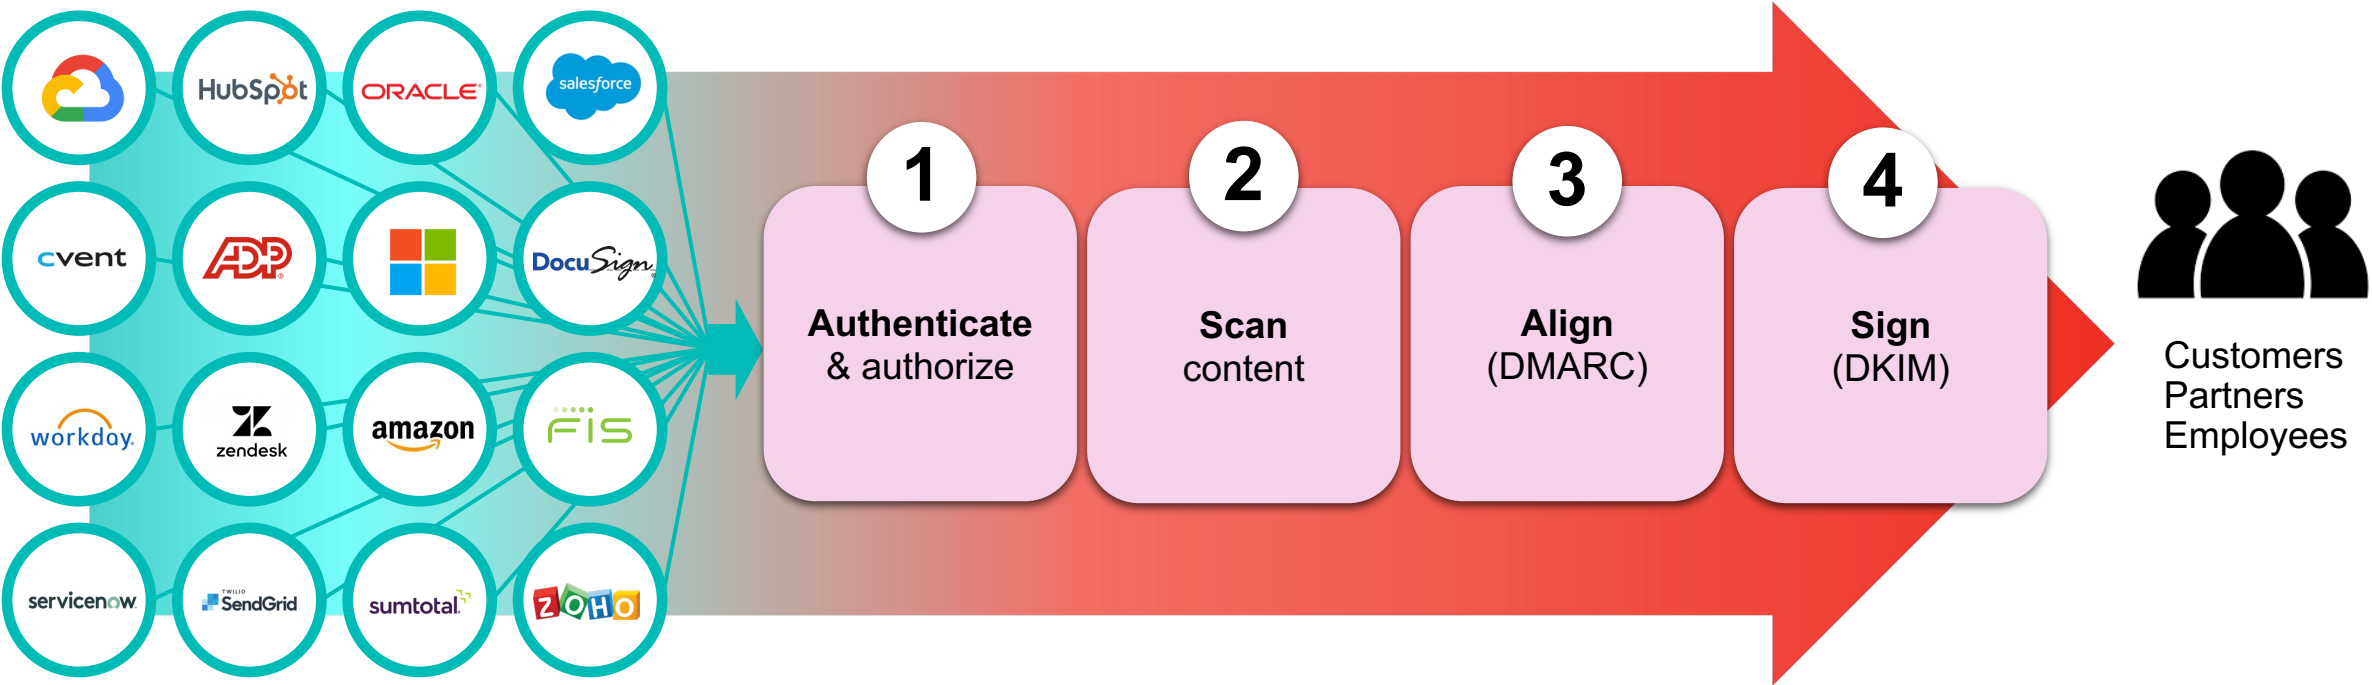 HubSpot
ORACLE®
salesforce
cvent
ADP®
DocuSign®
workday®
zendesk
amazon
FIS
servicenow
TWILIO
SendGrid
sumtotal®
ZOHO
1
2
3
4
Authenticate
& authorize
Scan
content
Align
(DMARC)
Sign
(DKIM)
Customers
Partners
Employees